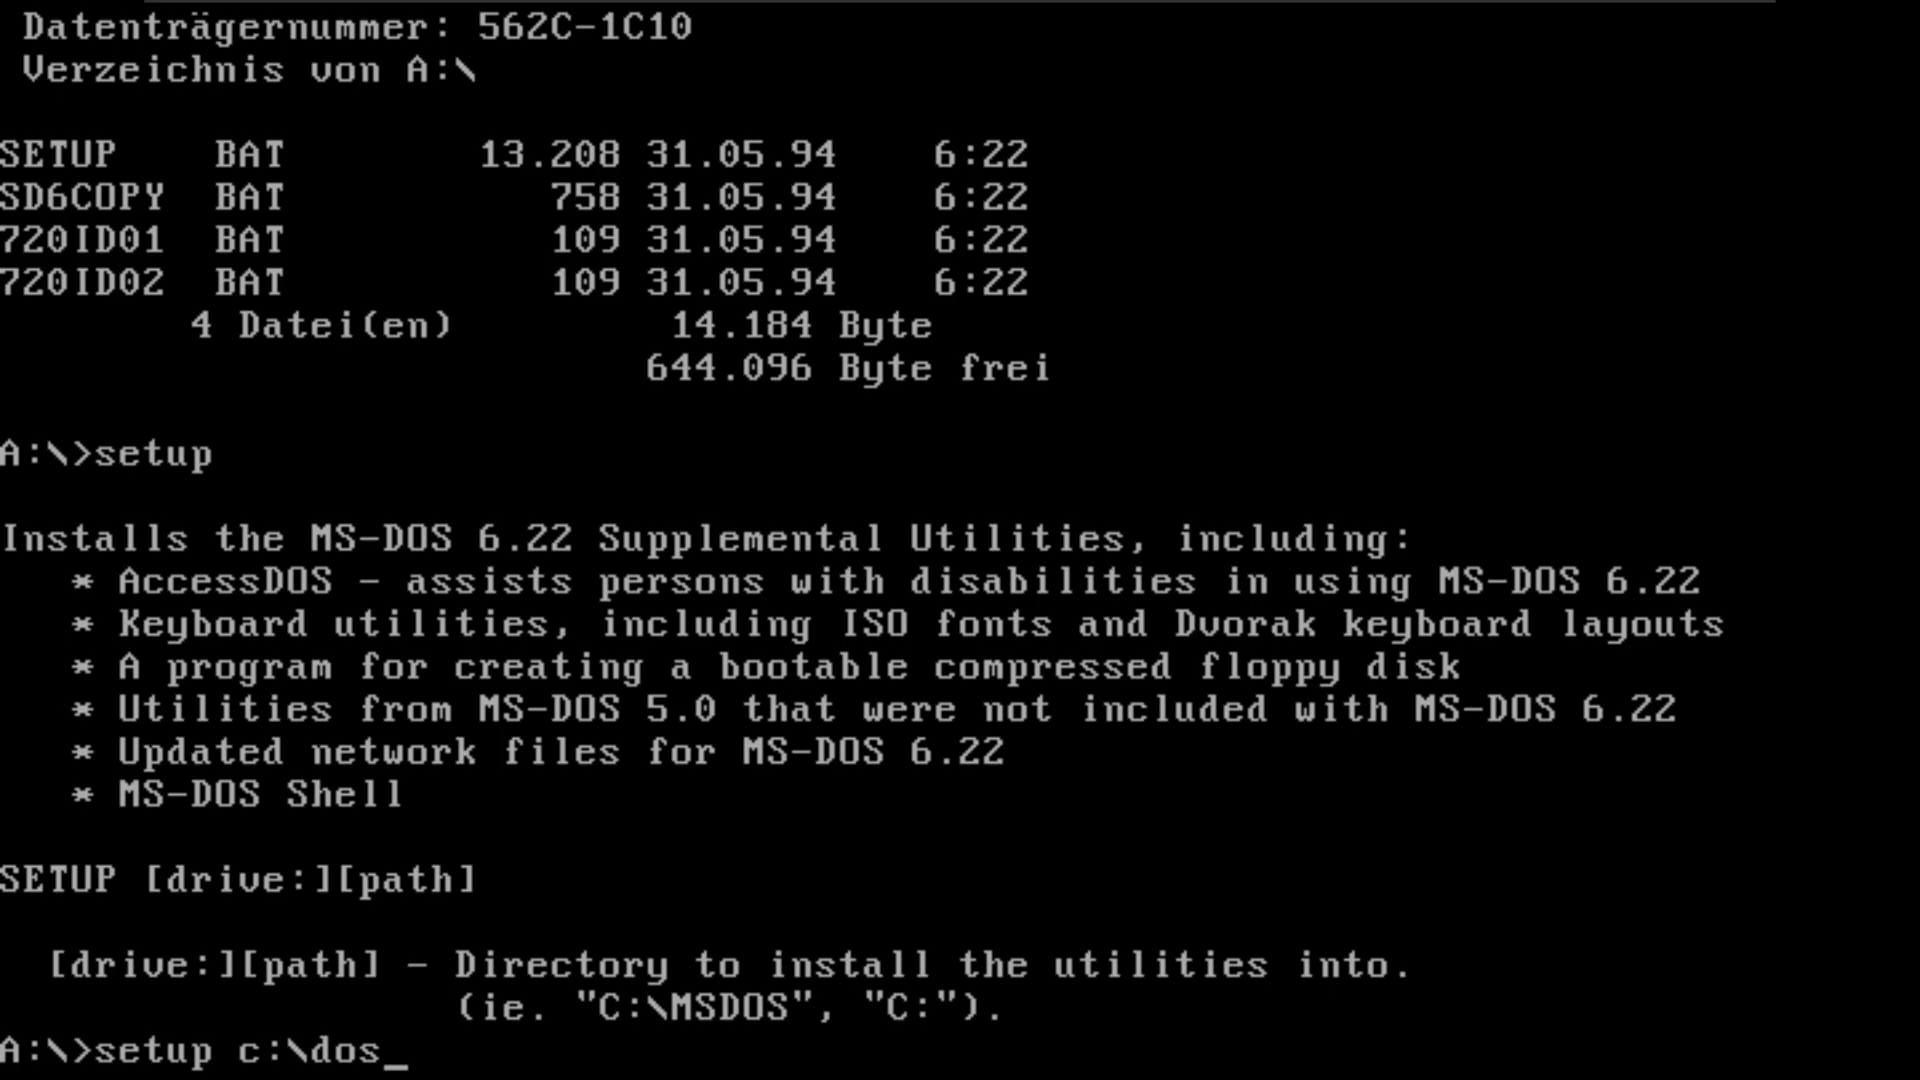 Datenträgernummer: 562C-1C10
Verzeichnis von A:\
SETUP    BAT        13.208 31.05.94    6:22
SD6COPY  BAT           758 31.05.94    6:22
720ID01  BAT           109 31.05.94    6:22
720ID02  BAT           109 31.05.94    6:22
4 Datei(en)         14.184 Byte
644.096 Byte frei
A:\>setup
Installs the MS-DOS 6.22 Supplemental Utilities, including:
* AccessDOS - assists persons with disabilities in using MS-DOS 6.22
* Keyboard utilities, including ISO fonts and Dvorak keyboard layouts
* A program for creating a bootable compressed floppy disk
* Utilities from MS-DOS 5.0 that were not included with MS-DOS 6.22
* Updated network files for MS-DOS 6.22
* MS-DOS Shell
SETUP [drive:][path]
[drive:][path] - Directory to install the utilities into.
(ie. "C:\MSDOS", "C:").
A:\>setup c:\dos_